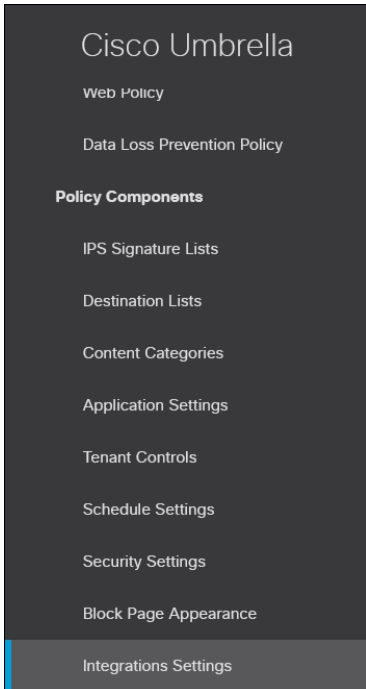 Cisco Umbrella
Web Policy
Data Loss Prevention Policy
Policy Components
IPS Signature Lists
Destination Lists
Content Categories
Application Settings
Tenant Controls
Schedule Settings
Security Settings
Block Page Appearance
Integrations Settings